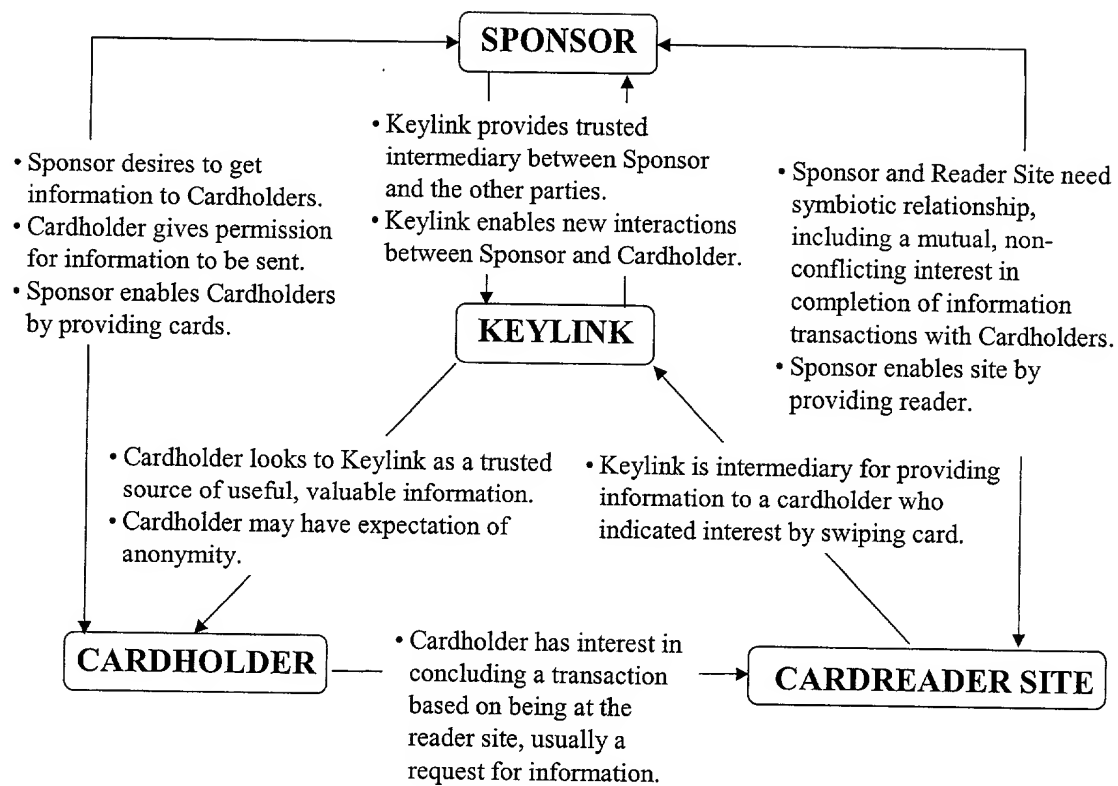 SPONSOR
• Keylink provides trusted
intermediary between Sponsor
and the other parties.
• Keylink enables new interactions
between Sponsor and Cardholder.
• Sponsor desires to get
information to Cardholders.
• Cardholder gives permission
for information to be sent.
• Sponsor enables Cardholders
by providing cards.
• Sponsor and Reader Site need
symbiotic relationship,
including a mutual, non-
conflicting interest in
completion of information
transactions with Cardholders.
• Sponsor enables site by
providing reader.
KEYLINK
• Cardholder looks to Keylink as a trusted
source of useful, valuable information.
• Cardholder may have expectation of
anonymity.
• Keylink is intermediary for providing
information to a cardholder who
indicated interest by swiping card.
CARDHOLDER
• Cardholder has interest in
concluding a transaction
based on being at the
reader site, usually a
request for information.
CARDREADER SITE